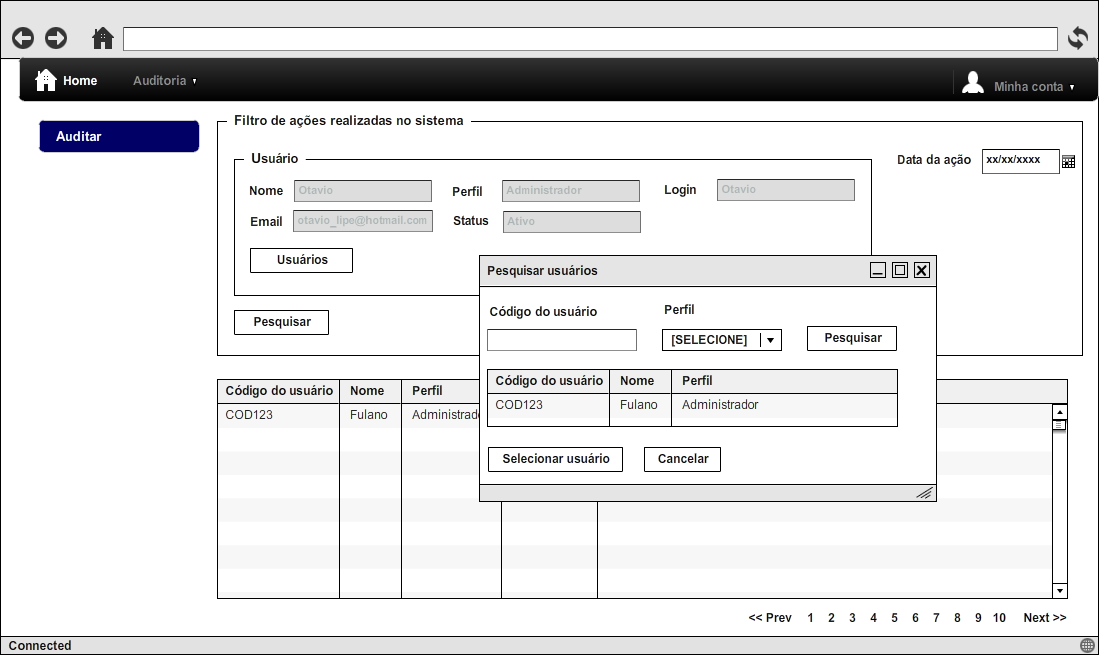 Home
Auditoria
Minha conta
Auditar
Filtro de ações realizadas no sistema
Usuário
Data da ação xx/xx/xxxx
Nome Otavio Perfil Administrador Login Otavio
Email otavio_lipe@hotmail.com Status Ativo
Usuários
Pesquisar
Pesquisar usuários
Código do usuário Perfil
[SELECIONE] Pesquisar
Código do usuário Nome Perfil
COD123 Fulano Administrador
Selecionar usuário Cancelar
Código do usuário Nome Perfil
COD123 Fulano Administrad
<< Prev 1 2 3 4 5 6 7 8 9 10 Next >>
Connected